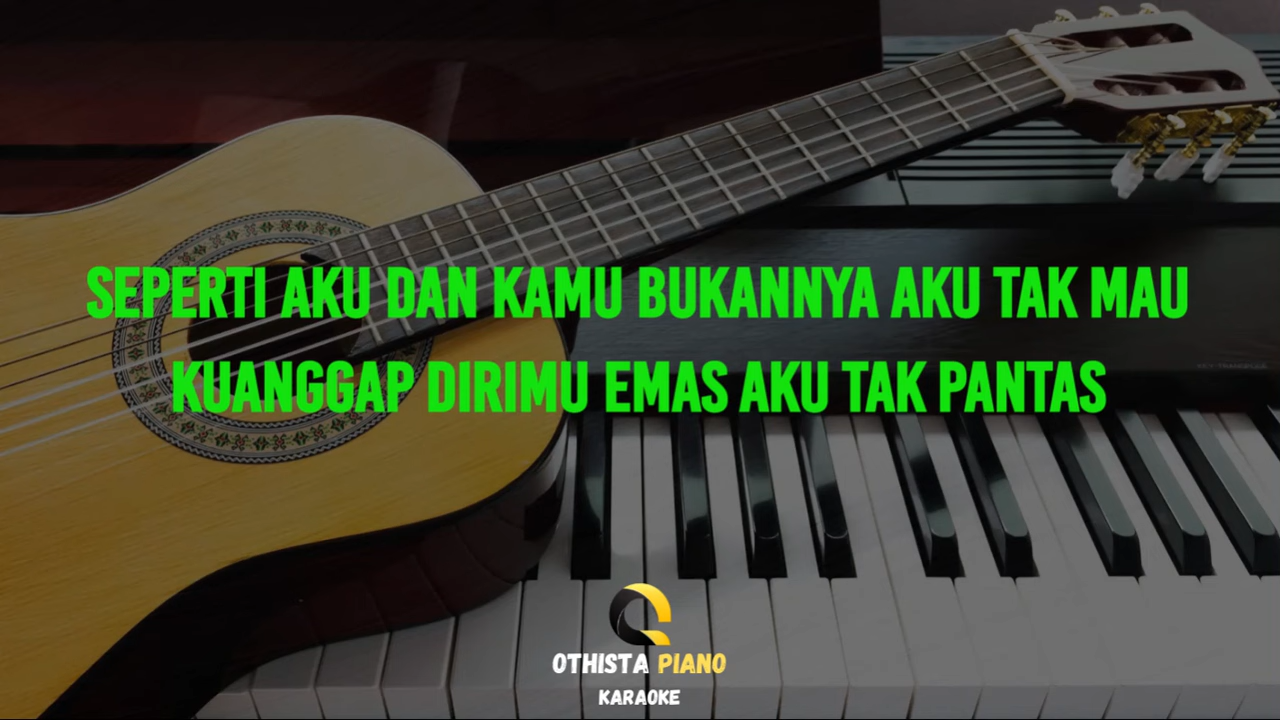 SEPERTI AKU DAN KAMU BUKANNYA AKU TAK MAU
KUANGGAP DIRIMU EMAS AKU TAK PANTAS
OTHISTA PIANO
KARAOKE